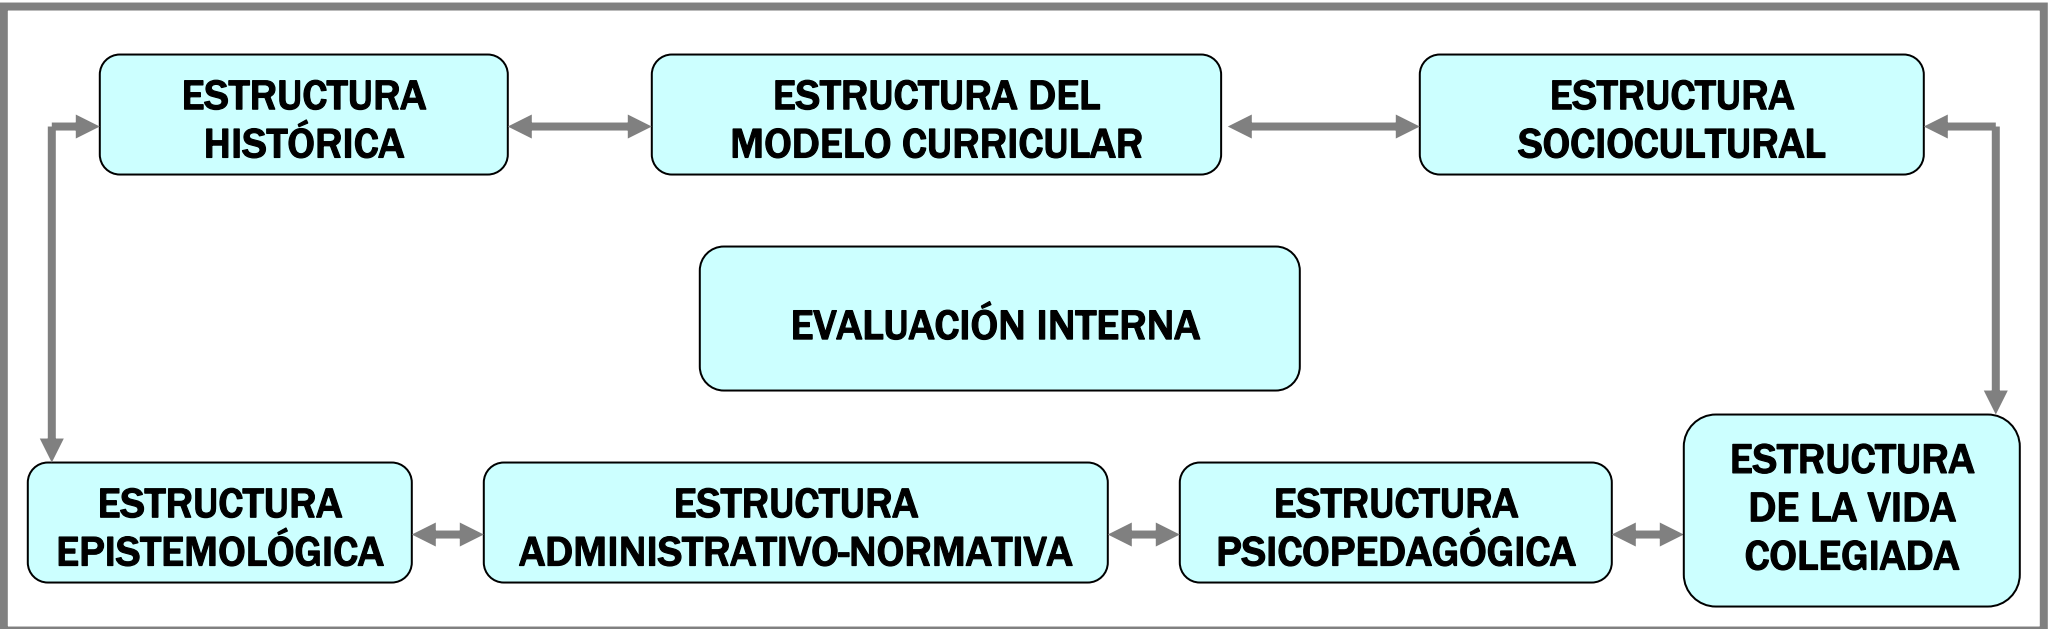 ESTRUCTURA
HISTÓRICA
ESTRUCTURA DEL
MODELO CURRICULAR
ESTRUCTURA
SOCIOCULTURAL
EVALUACIÓN INTERNA
ESTRUCTURA
EPISTEMOLÓGICA
ESTRUCTURA
ADMINISTRATIVO-NORMATIVA
ESTRUCTURA
PSICOPEDAGÓGICA
ESTRUCTURA
DE LA VIDA
COLEGIADA